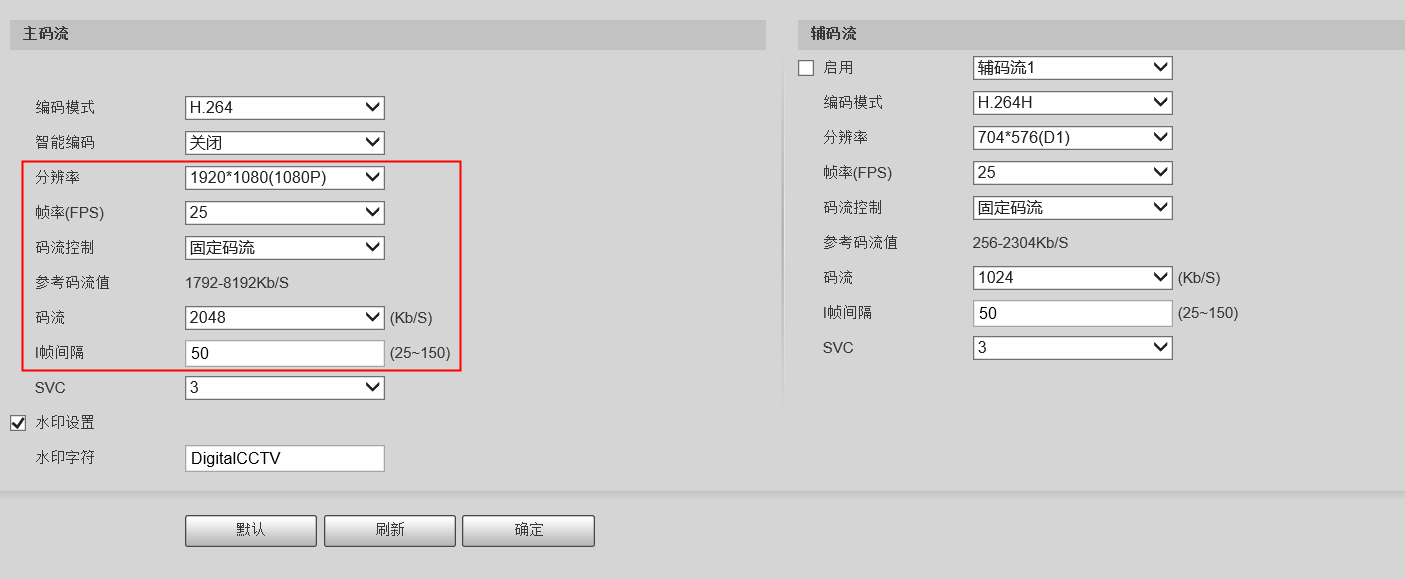 主码流
编码模式 H.264
智能编码 关闭
分辨率 1920*1080(1080P)
帧率(FPS) 25
码流控制 固定码流
参考码流值 1792-8192Kb/S
码流 2048 (Kb/S)
I帧间隔 50 (25~150)
SVC 3
水印设置
水印字符 DigitalCCTV
辅码流
启用 辅码流1
编码模式 H.264H
分辨率 704*576(D1)
帧率(FPS) 25
码流控制 固定码流
参考码流值 256-2304Kb/S
码流 1024 (Kb/S)
I帧间隔 50 (25~150)
SVC 3
默认 刷新 确定